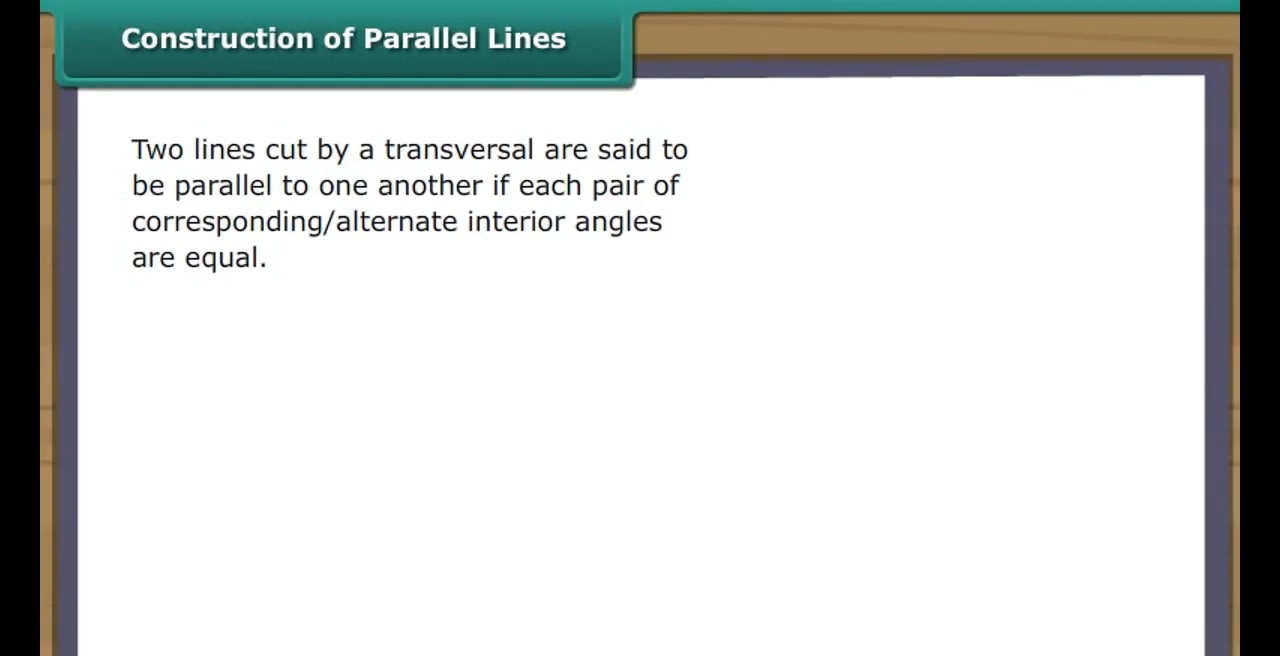 Construction of Parallel Lines
Two lines cut by a transversal are said to
be parallel to one another if each pair of
corresponding/alternate interior angles
are equal.